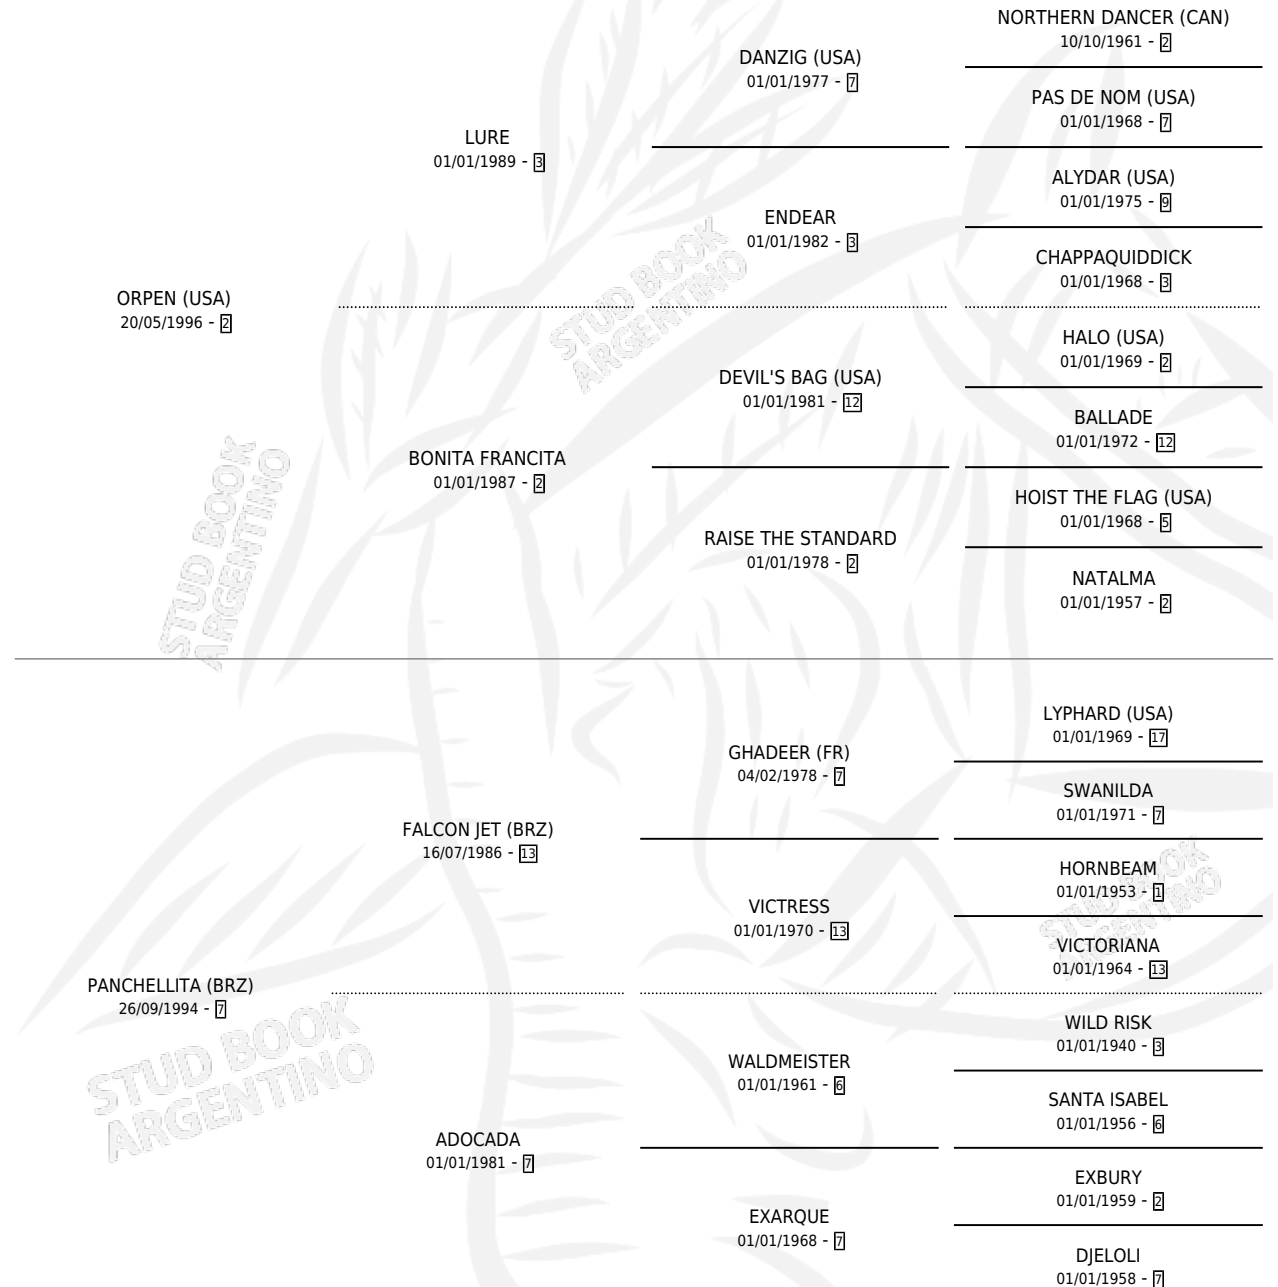 NORTHERN DANCER (CAN)
10/10/1961 - 2
DANZIG (USA)
01/01/1977 - 7
PAS DE NOM (USA)
01/01/1968 - 7
LURE
01/01/1989 - 3
ALYDAR (USA)
01/01/1975 - 9
ENDEAR
01/01/1982 - 3
CHAPPAQUIDDICK
01/01/1968 - 3
ORPEN (USA)
20/05/1996 - 2
STUD BOOK
ARGENTINO
HALO (USA)
01/01/1969 - 2
DEVIL'S BAG (USA)
01/01/1981 - 12
BALLADE
01/01/1972 - 12
BONITA FRANCITA
01/01/1987 - 2
HOIST THE FLAG (USA)
01/01/1968 - 5
RAISE THE STANDARD
01/01/1978 - 2
NATALMA
01/01/1957 - 2
STUD BOOK
ARGENTINO
LYPHARD (USA)
01/01/1969 - 17
GHADEER (FR)
04/02/1978 - 7
SWANILDA
01/01/1971 - 7
FALCON JET (BRZ)
16/07/1986 - 13
HORNBEAM
01/01/1953 - 1
VICTRESS
01/01/1970 - 13
VICTORIANA
01/01/1964 - 13
STUD BOOK
ARGENTINO
PANCHELLITA (BRZ)
26/09/1994 - 7
WILD RISK
01/01/1940 - 3
WALDMEISTER
01/01/1961 - 6
SANTA ISABEL
01/01/1956 - 6
STUD BOOK
ARGENTINO
ADOCADA
01/01/1981 - 7
EXBURY
01/01/1959 - 2
EXARQUE
01/01/1968 - 7
DJELOLI
01/01/1958 - 7